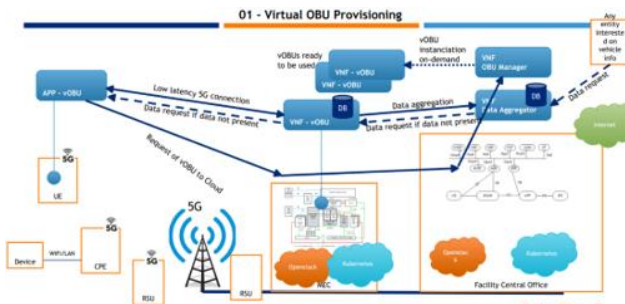 01 - Virtual OBU Provisioning
Any
entity
intereste
d on
vehicle
info
vOBUs ready
to be used
VNF - vOBU
VNF - vOBU
vOBU
instanciation
on-demand
VNF
OBU Manager
APP - vOBU
Low latency 5G connection
Data request if data not present
DB
VNF - vOBU
Data aggregation
Data request if data not present
DB
VNF
Data Aggregator
Data request
Request of vOBU to Cloud
Internet
5G
UE
5G
5G
5G
Device
WIFI/LAN
CPE
RSU
RSU
Openstack
Kubernetes
MEC
Openstac
k
Kubernetes
Facility Central Office